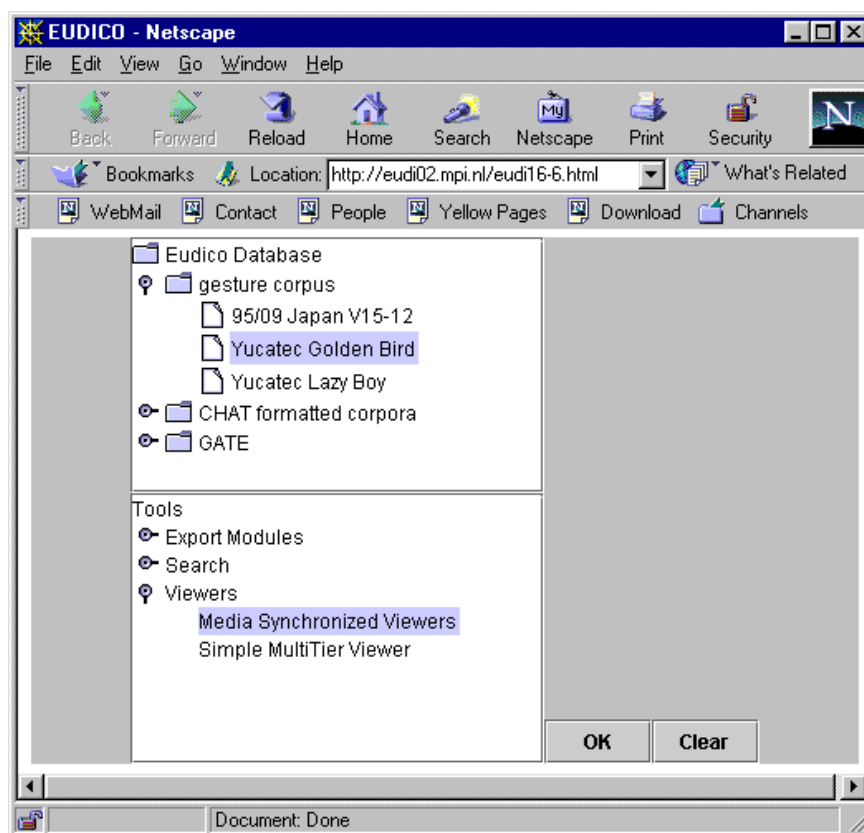 EUDICO - Netscape
File Edit View Go Window Help
Back Forward Reload Home Search Netscape Print Security
N
Bookmarks Location: http://eudi02.mpi.nl/eudi16-6.html What's Related
WebMail Contact People Yellow Pages Download Channels
Eudico Database
gesture corpus
95/09 Japan V15-12
Yucatec Golden Bird
Yucatec Lazy Boy
CHAT formatted corpora
GATE
Tools
Export Modules
Search
Viewers
Media Synchronized Viewers
Simple MultiTier Viewer
OK Clear
Document: Done